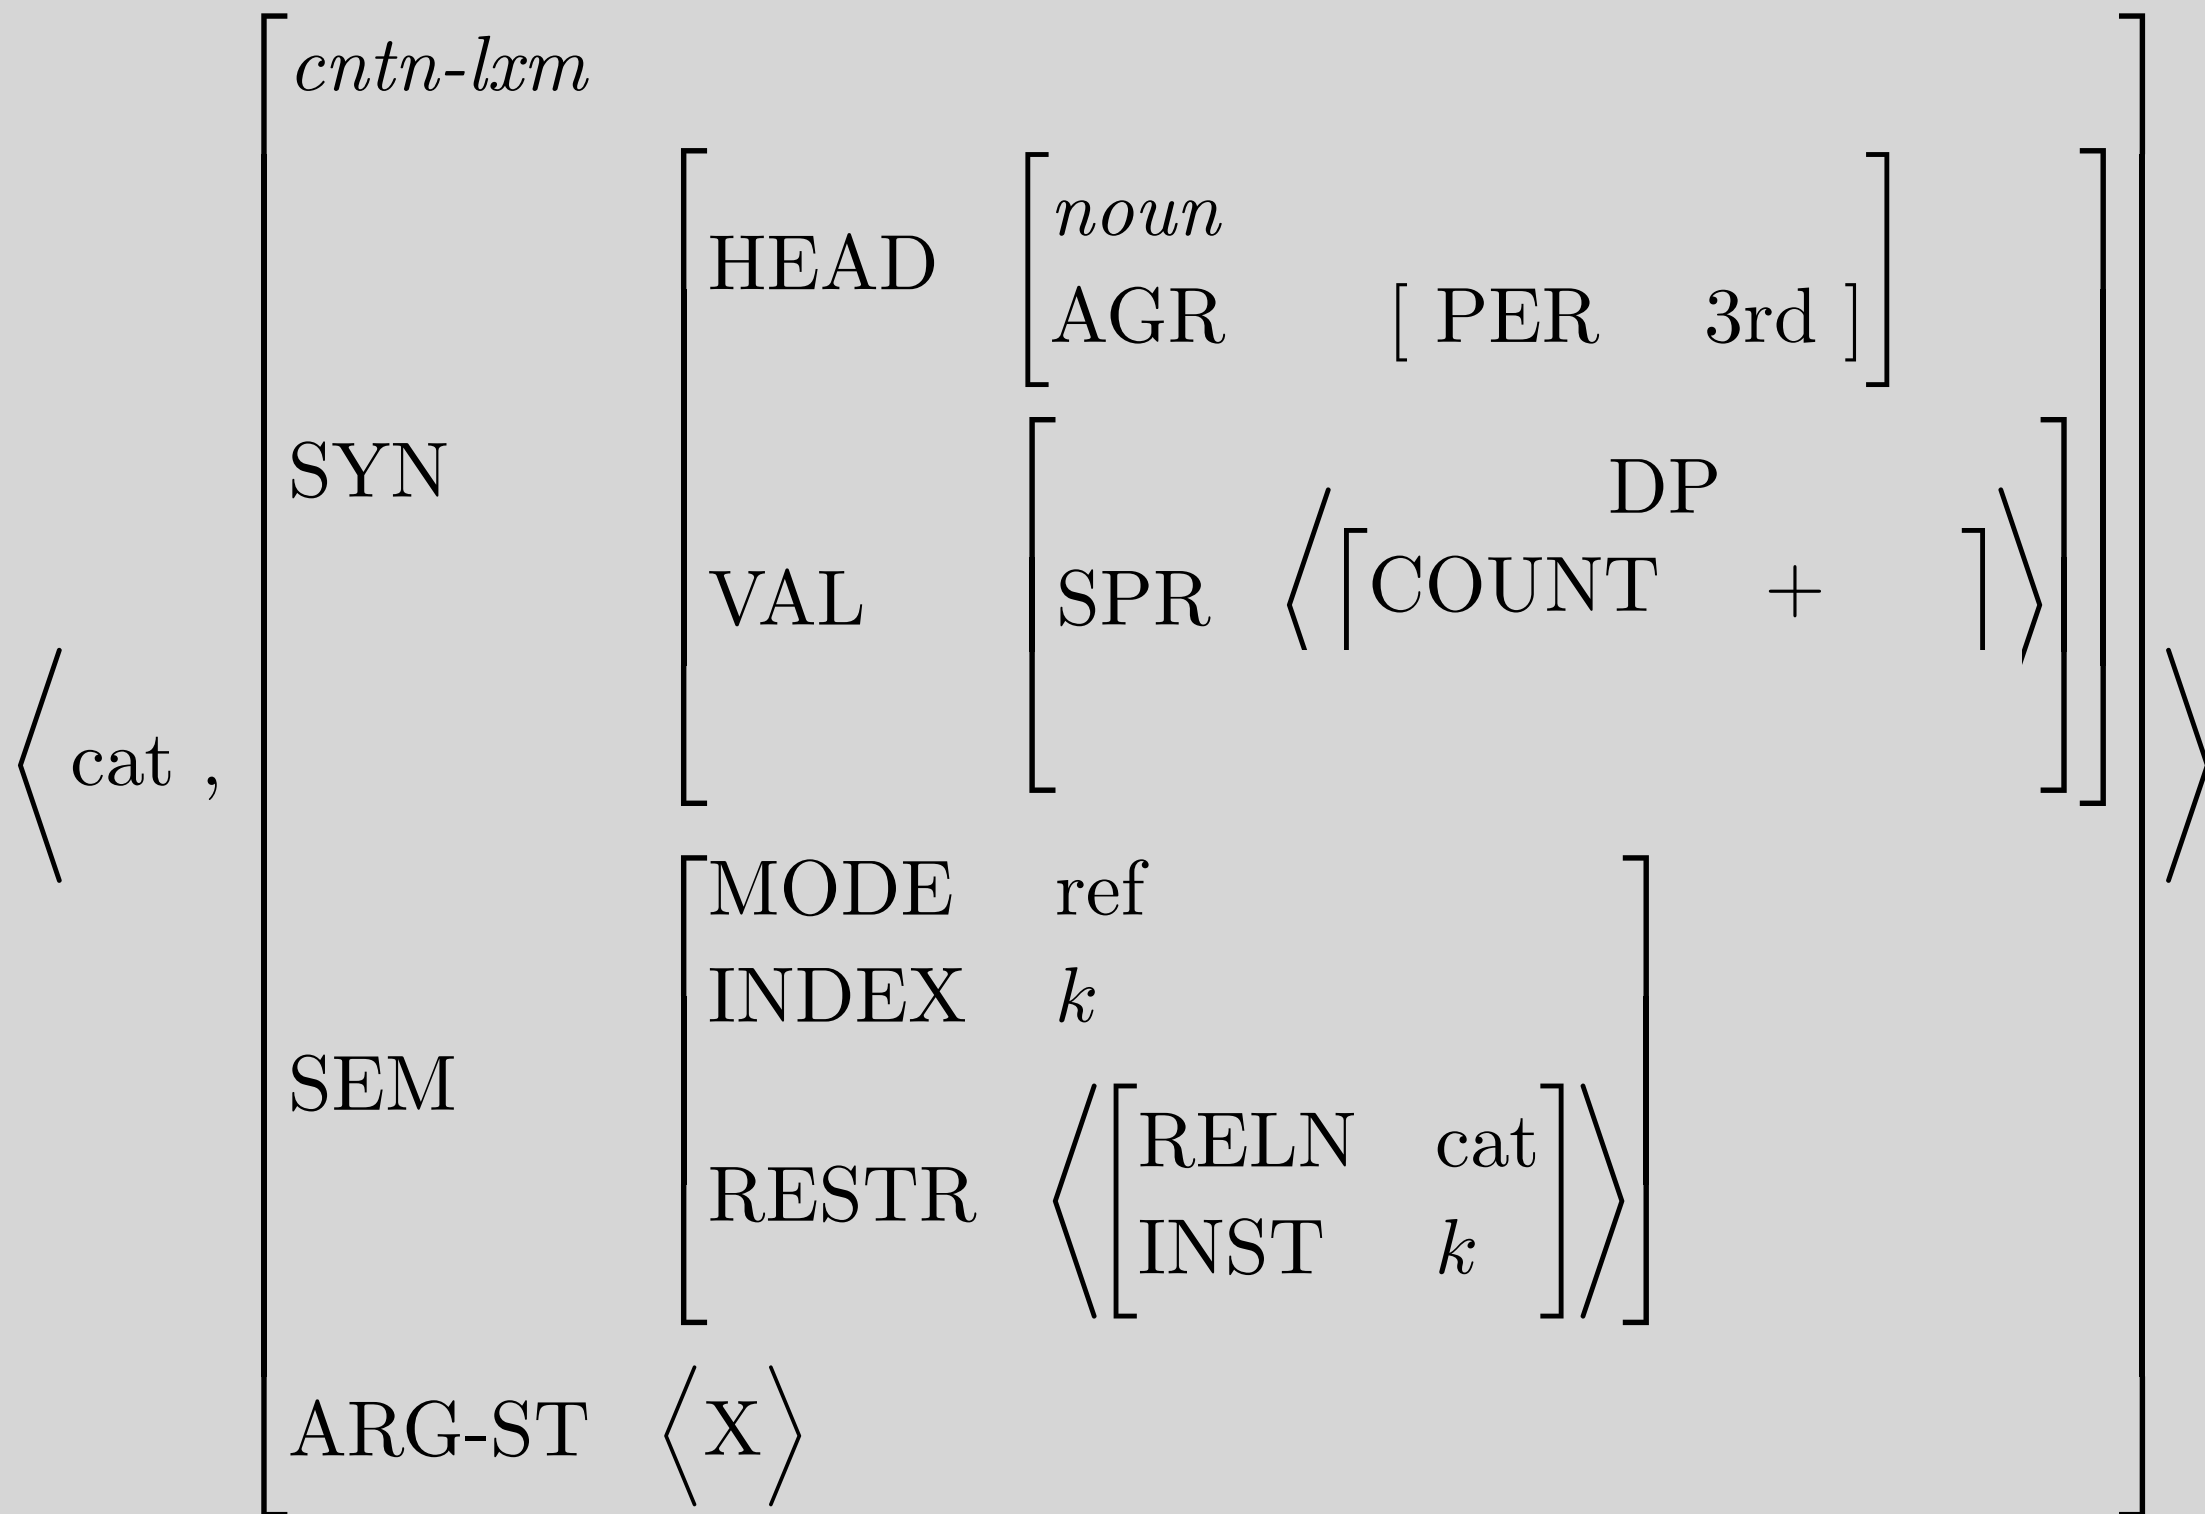 cntn-lxm
noun
HEAD
AGR [ PER 3rd ]
SYN
DP
VAL [ SPR ⟨ [ COUNT + ] ⟩ ]
⟨ cat ,
MODE ref
INDEX k
SEM
RELN cat
RESTR
INST k
ARG-ST ⟨X⟩